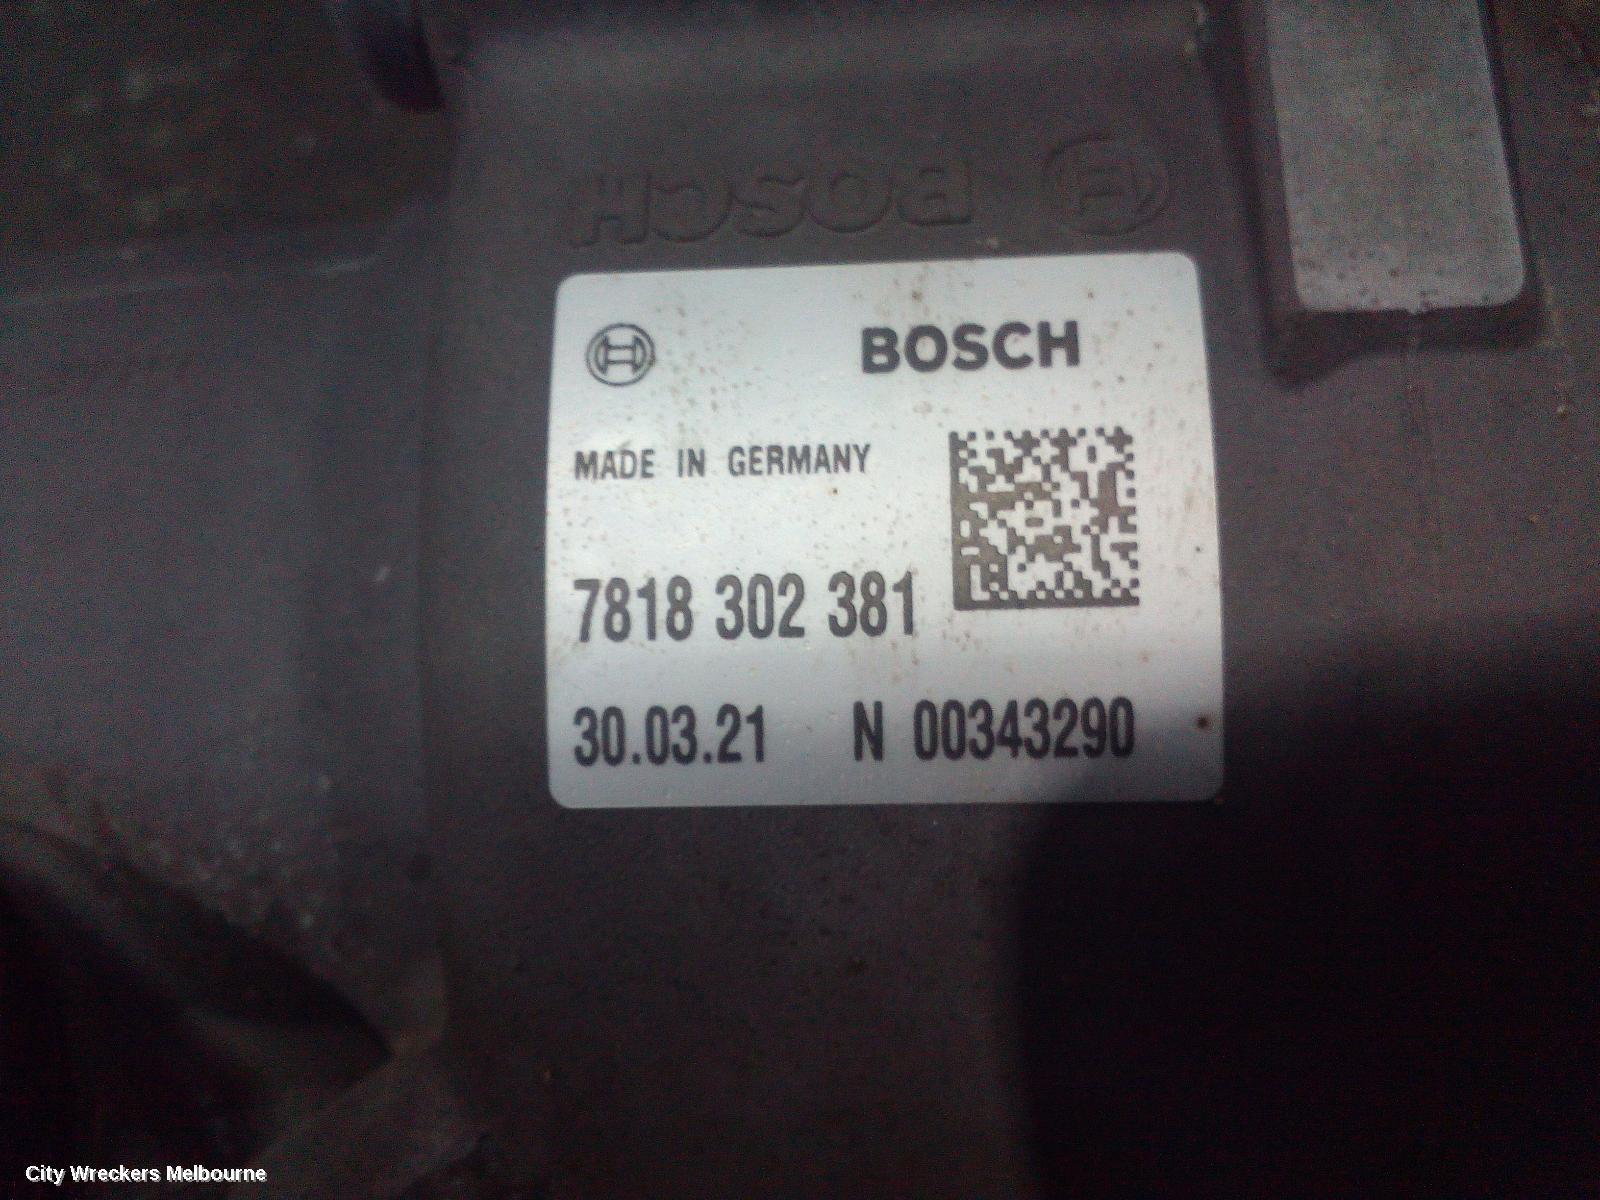 BOSCH
BOSCH
MADE IN GERMANY
7818 302 381
30.03.21 N 00343290
City Wreckers Melbourne